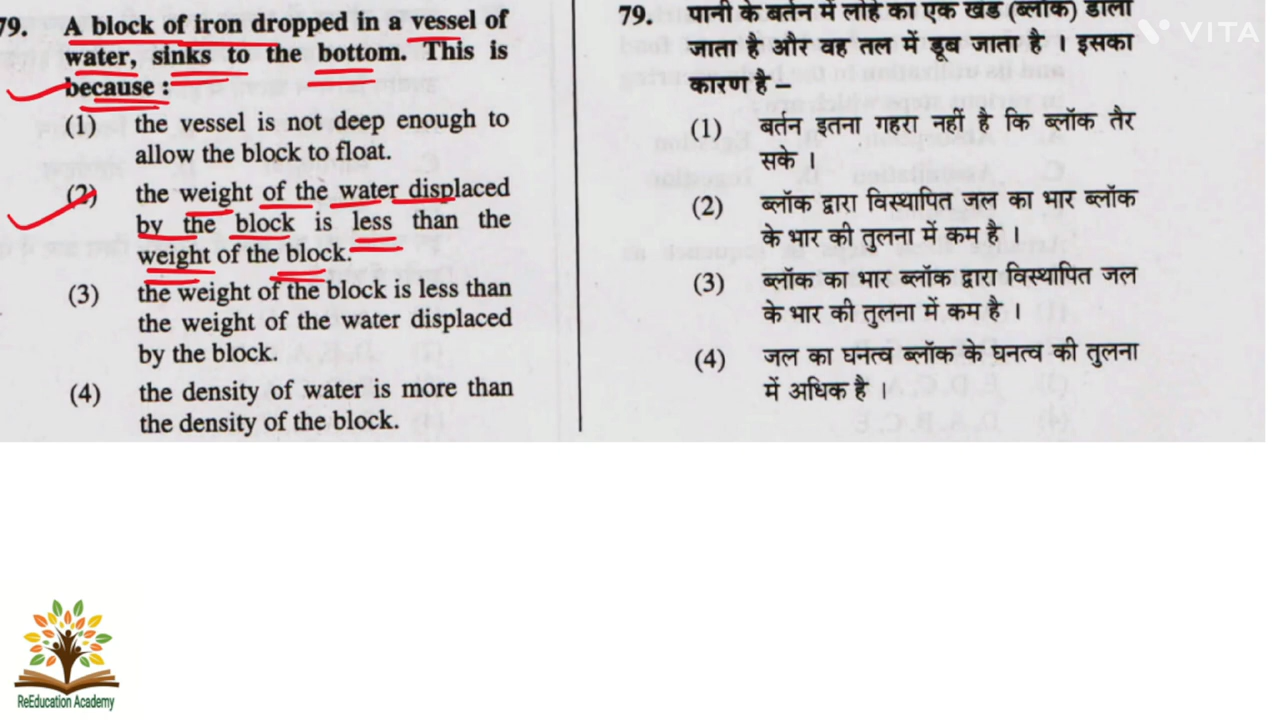 79. A block of iron dropped in a vessel of
water, sinks to the bottom. This is
because :
(1) the vessel is not deep enough to
allow the block to float.
(2) the weight of the water displaced
by the block is less than the
weight of the block.
(3) the weight of the block is less than
the weight of the water displaced
by the block.
(4) the density of water is more than
the density of the block.
79. पानी के बर्तन में लोहे का एक खंड (ब्लॉक) डाला
जाता है और वह तल में डूब जाता है । इसका
कारण है –
(1) बर्तन इतना गहरा नहीं है कि ब्लॉक तैर
सके ।
(2) ब्लॉक द्वारा विस्थापित जल का भार ब्लॉक
के भार की तुलना में कम है ।
(3) ब्लॉक का भार ब्लॉक द्वारा विस्थापित जल
के भार की तुलना में कम है ।
(4) जल का घनत्व ब्लॉक के घनत्व की तुलना
में अधिक है ।
VITA
ReEducation Academy